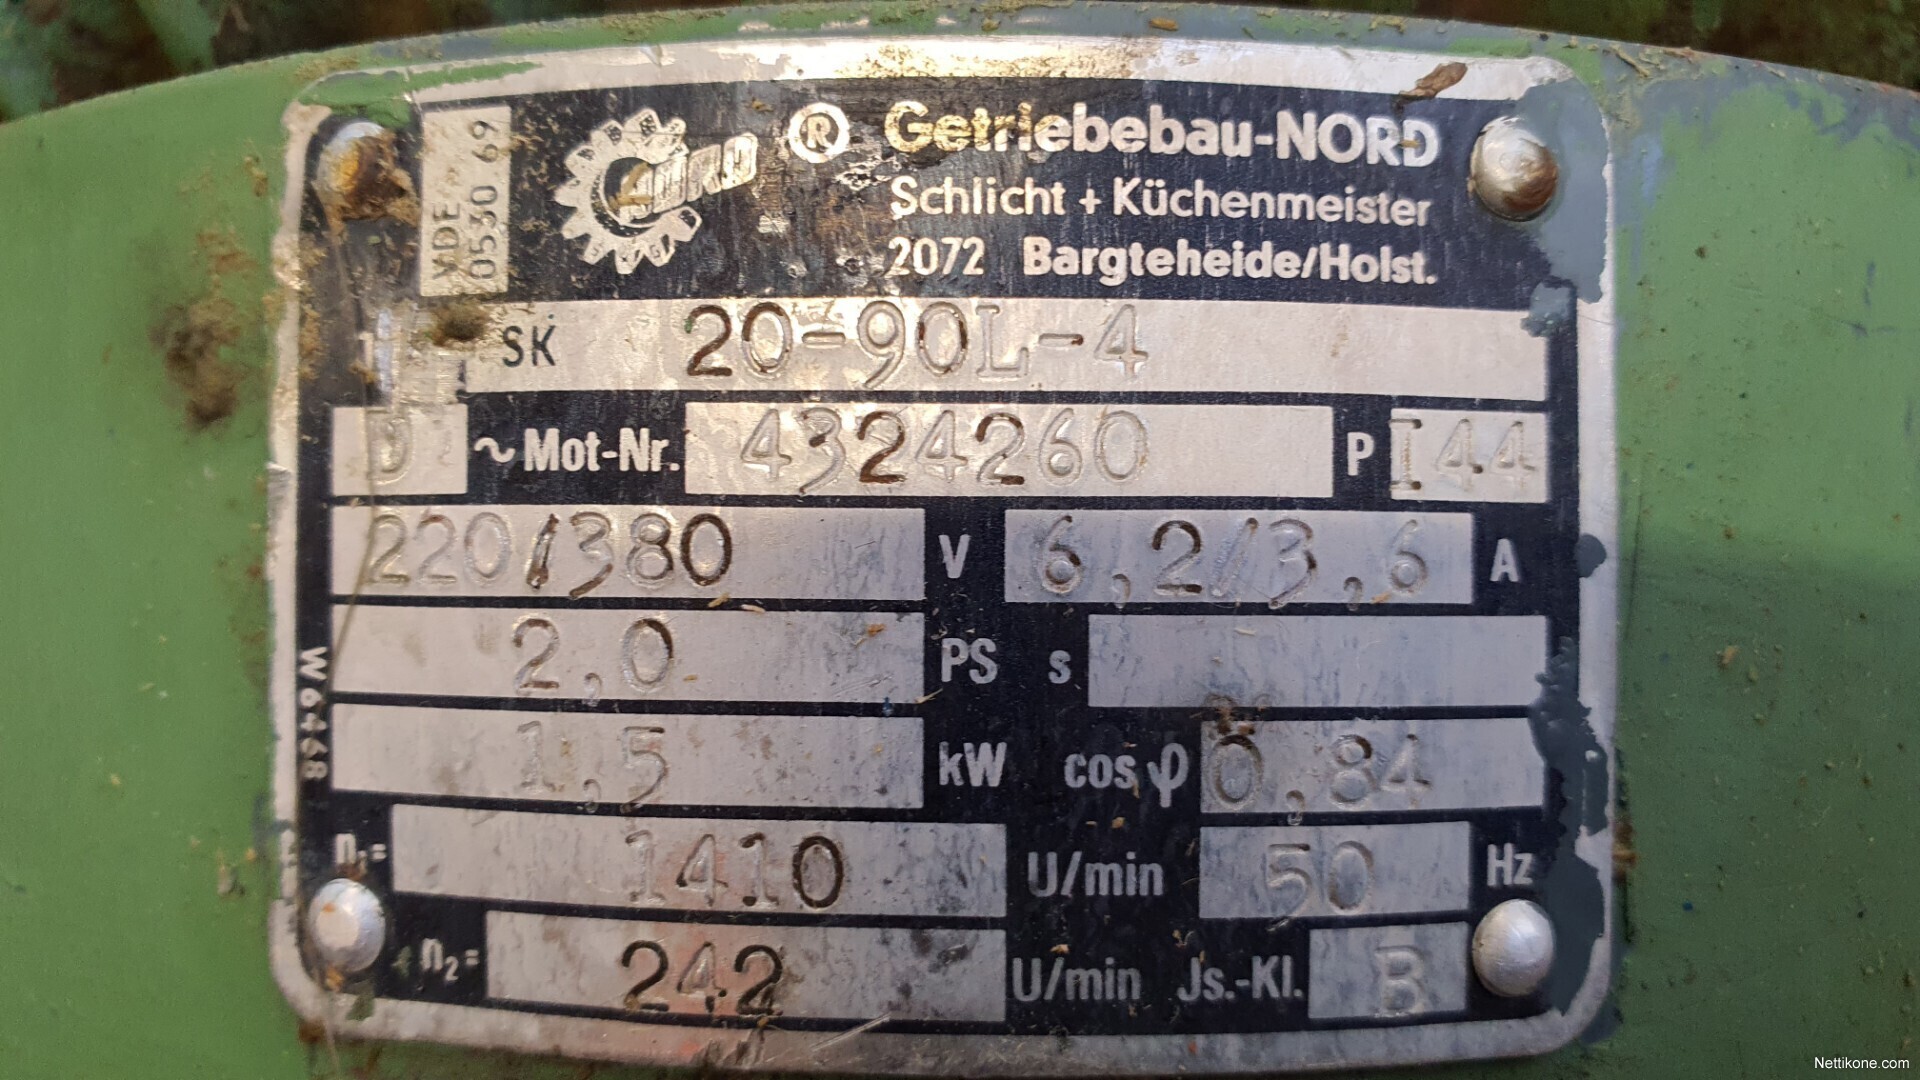 VDE
0530 69
NORD ® Getriebebau-NORD
Schlicht + Küchenmeister
2072 Bargteheide/Holst.
SK 20-90L-4
D ~ Mot-Nr. 4324260 P I44
220/380 V 6,2/3,6 A
2,0 PS s
1,5 kW cos φ 0,84
n₁= 1410 U/min 50 Hz
n₂= 242 U/min Js.-Kl. B
W6468
Nettikone.com